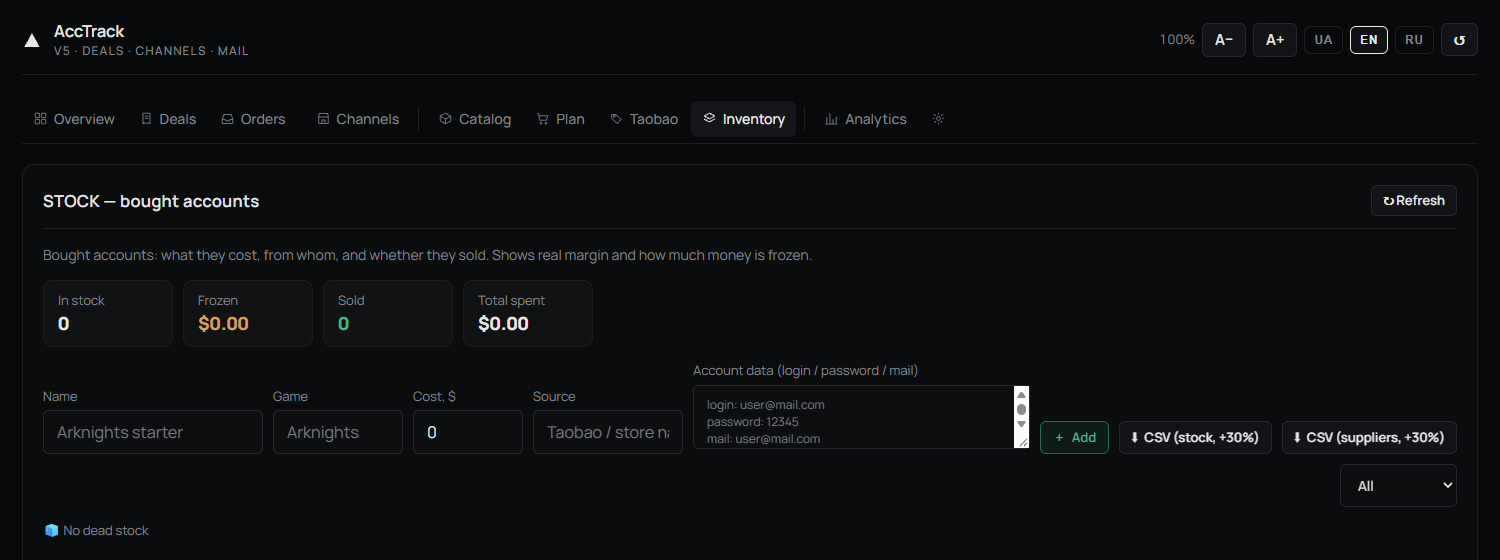 AccTrack
V5 · DEALS · CHANNELS · MAIL
100% A− A+ UA EN RU ↺
Overview Deals Orders Channels Catalog Plan Taobao Inventory Analytics
STOCK — bought accounts
↻ Refresh
Bought accounts: what they cost, from whom, and whether they sold. Shows real margin and how much money is frozen.
In stock Frozen Sold Total spent
0 $0.00 0 $0.00
Account data (login / password / mail)
Name Game Cost, $ Source
Arknights starter Arknights 0 Taobao / store na
login: user@mail.com
password: 12345
mail: user@mail.com
+ Add ⬇ CSV (stock, +30%) ⬇ CSV (suppliers, +30%)
All
No dead stock